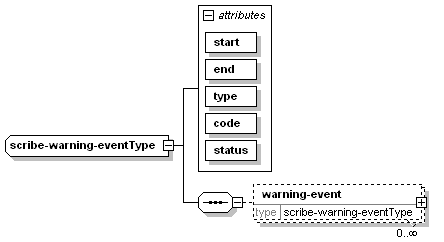 attributes
start
end
type
code
status
scribe-warning-eventType
warning-event
type scribe-warning-eventType
0..∞